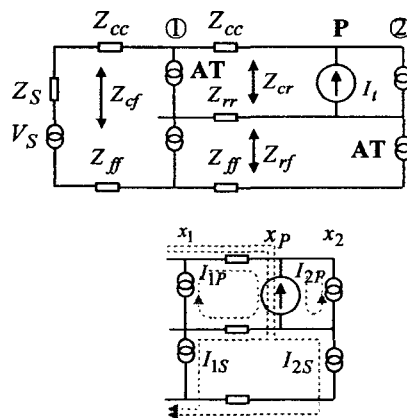 Z_cc ① Z_cc P ②
Z_S Z_cf AT Z_cr I_t
V_S Z_rr
Z_ff Z_ff Z_rf AT
x_1 x_P x_2
I_1P I_2P
I_1S I_2S